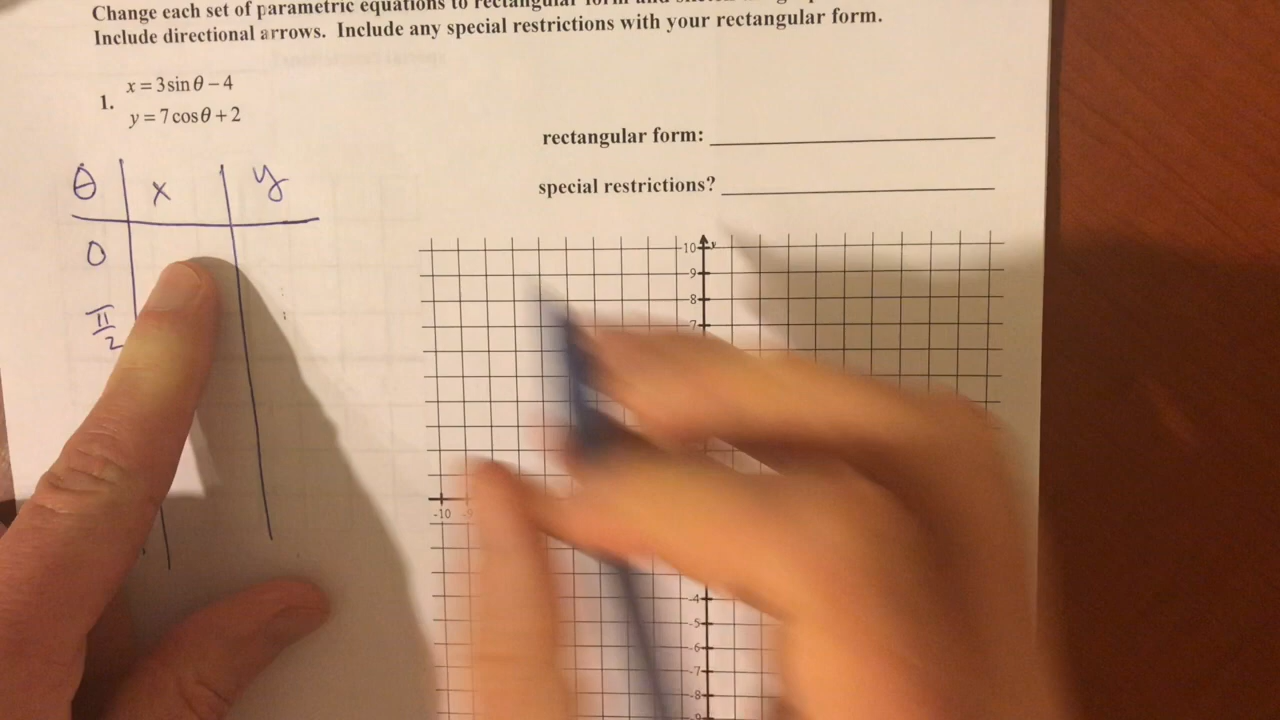 Change each set of parametric equations to rectangular form and
Include directional arrows. Include any special restrictions with your rectangular form.
1. x = 3 sin θ − 4
y = 7 cos θ + 2
rectangular form:
special restrictions?
θ x y
0
π/2
10 y
9
8
7
-10 -9
-4
-5
-6
-7
-8
-9